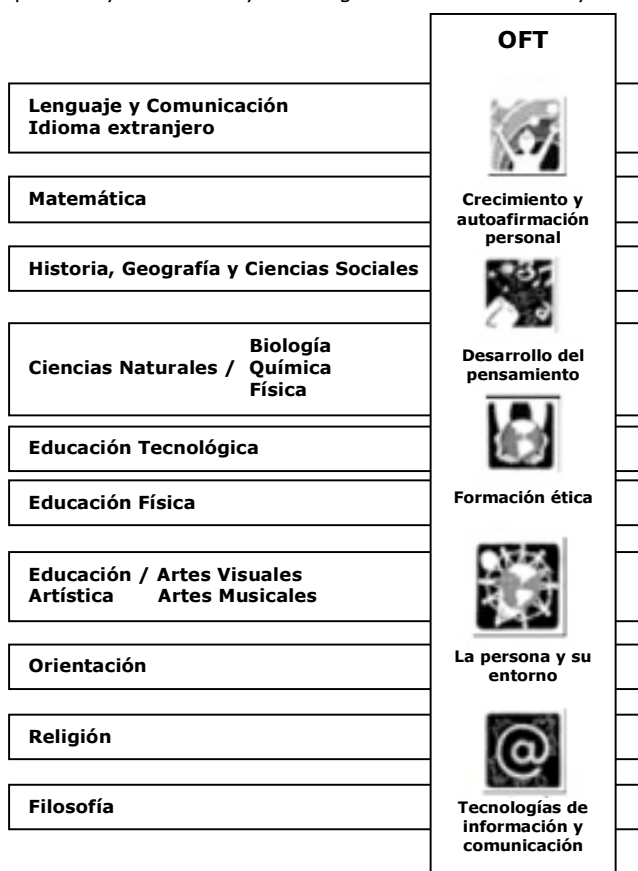 OFT
Lenguaje y Comunicación
Idioma extranjero
Matemática
Crecimiento y
autoafirmación
personal
Historia, Geografía y Ciencias Sociales
Biología
Ciencias Naturales / Química
Física
Desarrollo del
pensamiento
Educación Tecnológica
Educación Física
Formación ética
Educación / Artes Visuales
Artística Artes Musicales
Orientación
La persona y su
entorno
Religión
@
Filosofía
Tecnologías de
información y
comunicación